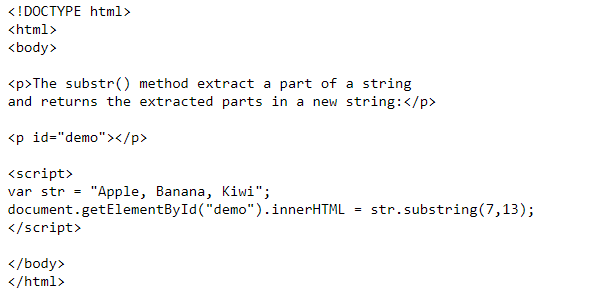 <!DOCTYPE html>
<html>
<body>
<p>The substr() method extract a part of a string
and returns the extracted parts in a new string:</p>
<p id="demo"></p>
<script>
var str = "Apple, Banana, Kiwi";
document.getElementById("demo").innerHTML = str.substring(7,13);
</script>
</body>
</html>